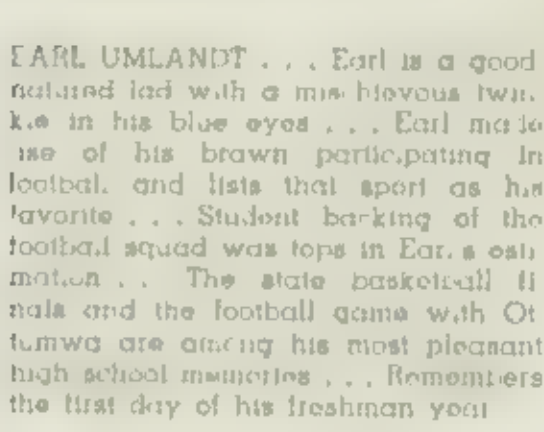 EARL UMLANDT . . . Earl is a good
natured lad with a mischievous twin-
kle in his blue eyes . . . Earl made
use of his brawn participating in
football and lists that sport as his
favorite . . . Student backing of the
football squad was tops in Earl's esti-
mation . . The state basketball fi-
nals and the football game with Ot-
tumwa are among his most pleasant
high school memories . . . Remembers
the first day of his freshman year